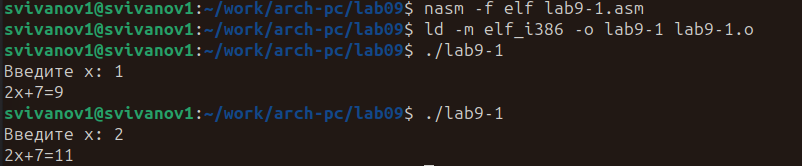 svivanov1@svivanov1:~/work/arch-pc/lab09$ nasm -f elf lab9-1.asm
svivanov1@svivanov1:~/work/arch-pc/lab09$ ld -m elf_i386 -o lab9-1 lab9-1.o
svivanov1@svivanov1:~/work/arch-pc/lab09$ ./lab9-1
Введите x: 1
2x+7=9
svivanov1@svivanov1:~/work/arch-pc/lab09$ ./lab9-1
Введите x: 2
2x+7=11